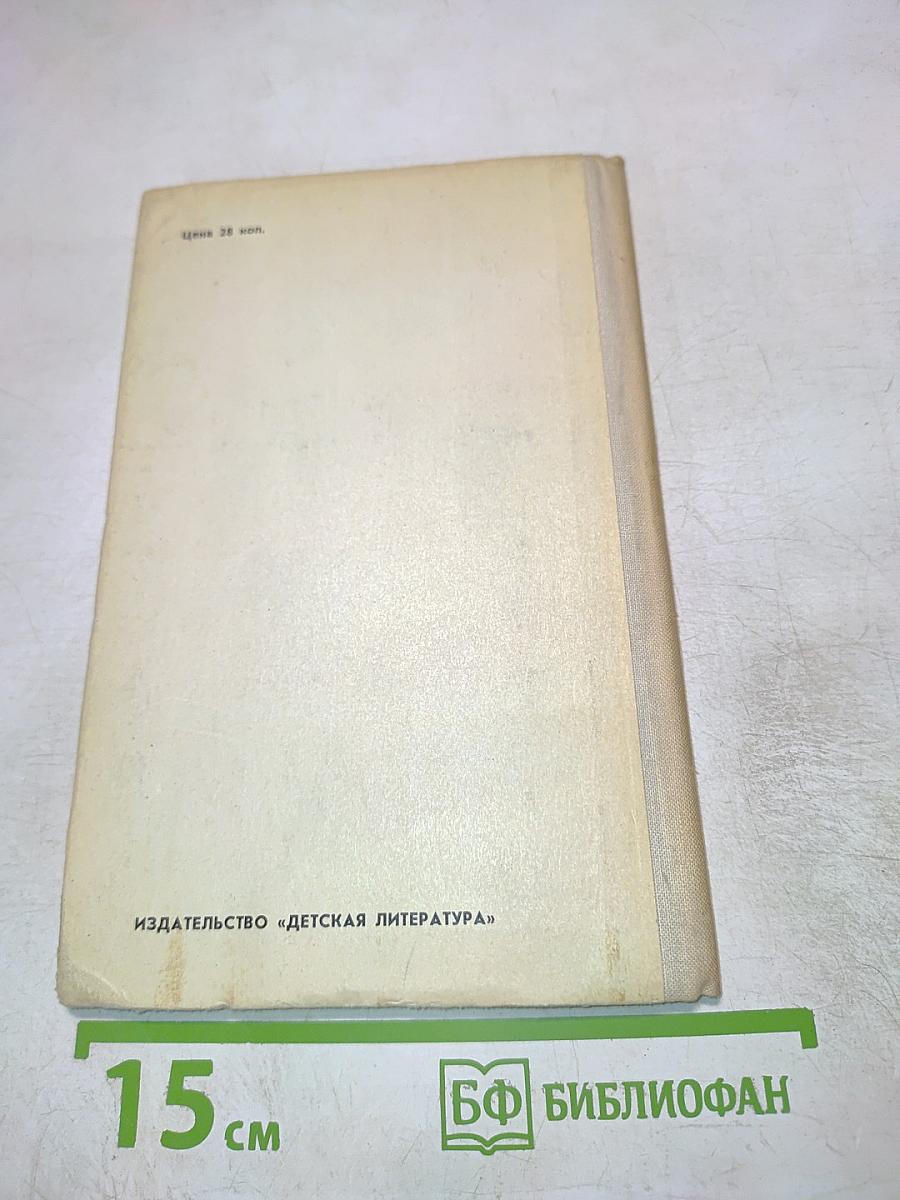 Цена 28 коп.
ИЗДАТЕЛЬСТВО «ДЕТСКАЯ ЛИТЕРАТУРА»
15 см
БФ БИБЛИОФАН